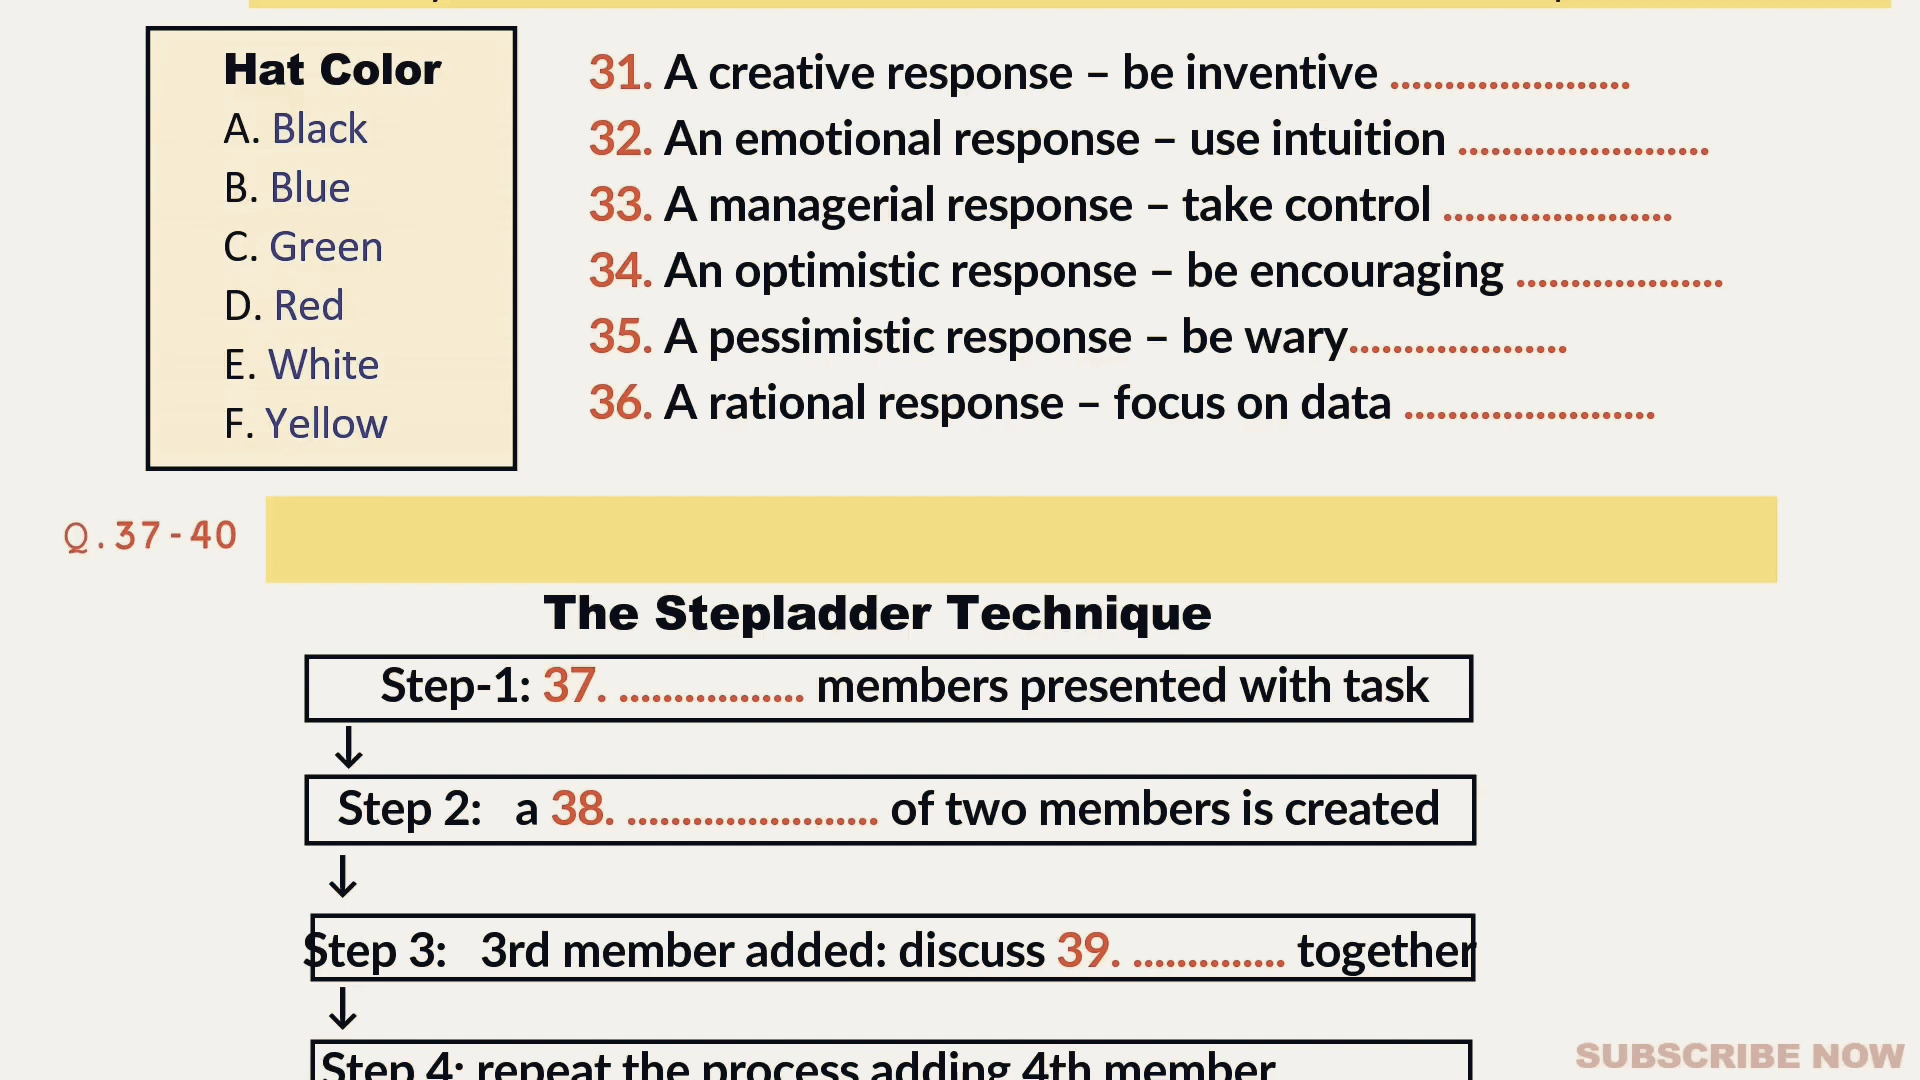 Hat Color
A. Black
B. Blue
C. Green
D. Red
E. White
F. Yellow
31. A creative response – be inventive ......................
32. An emotional response – use intuition .......................
33. A managerial response – take control .....................
34. An optimistic response – be encouraging ...................
35. A pessimistic response – be wary....................
36. A rational response – focus on data .......................
Q.37-40
The Stepladder Technique
Step-1: 37. ................. members presented with task
Step 2: a 38. ....................... of two members is created
Step 3: 3rd member added: discuss 39. .............. together
Step 4: repeat the process adding 4th member
SUBSCRIBE NOW